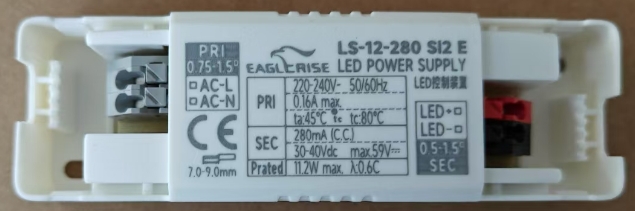 PRI
0.75-1.5□
AC-L
AC-N
CE
7.0-9.0mm
EAGLERISE
LS-12-280 SI2 E
LED POWER SUPPLY
LED控制装置
PRI
220-240V~ 50/60Hz
0.16A max.
ta:45℃ tc tc:80℃
SEC
280mA (C.C.)
30-40Vdc max.59V⎓
Prated
11.2W max. λ:0.6C
LED+
LED-
0.5-1.5□
SEC